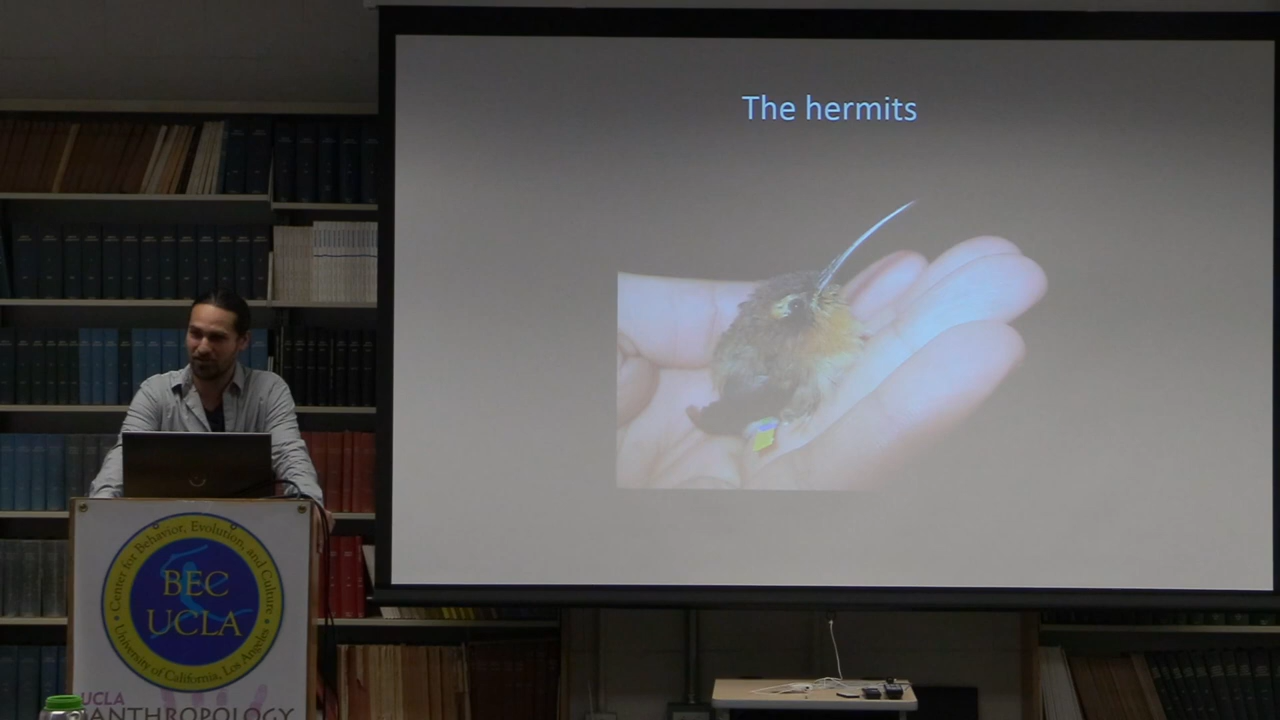 The hermits
Center for Behavior, Evolution, and Culture
BEC
UCLA
University of California, Los Angeles
UCLA
ANTHROPOLOGY